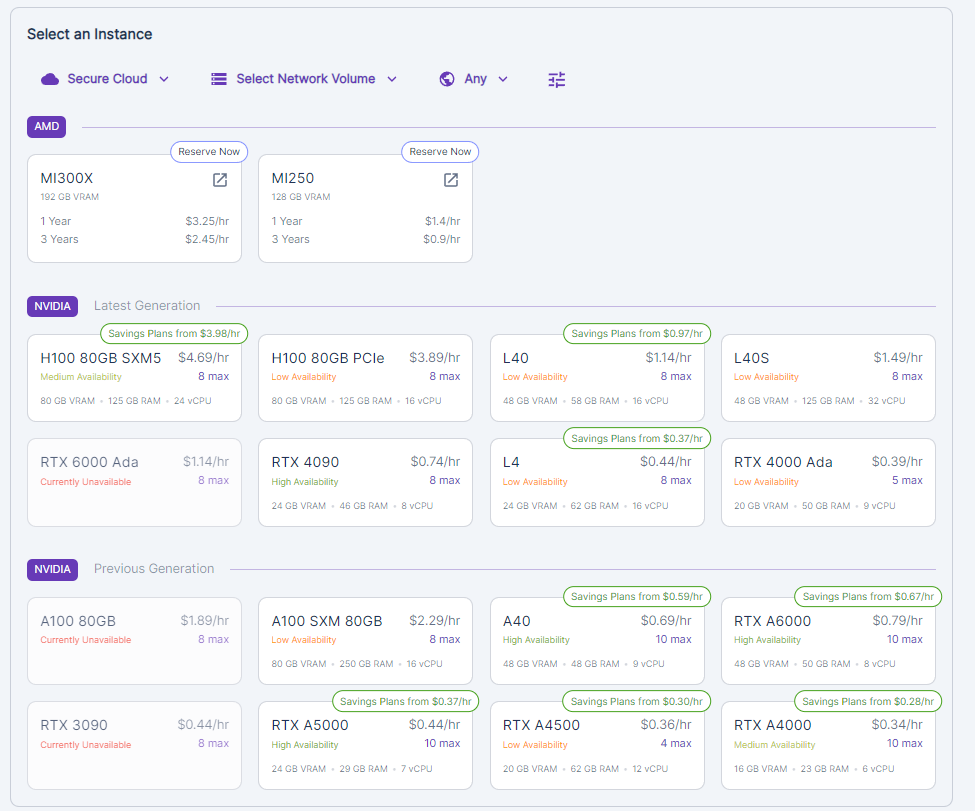 Select an Instance
Secure Cloud
Select Network Volume
Any
AMD
Reserve Now
MI300X
192 GB VRAM
1 Year $3.25/hr
3 Years $2.45/hr
Reserve Now
MI250
128 GB VRAM
1 Year $1.4/hr
3 Years $0.9/hr
NVIDIA Latest Generation
Savings Plans from $3.98/hr
H100 80GB SXM5 $4.69/hr
Medium Availability 8 max
80 GB VRAM • 125 GB RAM • 24 vCPU
H100 80GB PCIe $3.89/hr
Low Availability 8 max
80 GB VRAM • 125 GB RAM • 16 vCPU
Savings Plans from $0.97/hr
L40 $1.14/hr
Low Availability 8 max
48 GB VRAM • 58 GB RAM • 16 vCPU
L40S $1.49/hr
Low Availability 8 max
48 GB VRAM • 125 GB RAM • 32 vCPU
RTX 6000 Ada $1.14/hr
Currently Unavailable 8 max
RTX 4090 $0.74/hr
High Availability 8 max
24 GB VRAM • 46 GB RAM • 8 vCPU
Savings Plans from $0.37/hr
L4 $0.44/hr
Low Availability 8 max
24 GB VRAM • 62 GB RAM • 16 vCPU
RTX 4000 Ada $0.39/hr
Low Availability 5 max
20 GB VRAM • 50 GB RAM • 9 vCPU
NVIDIA Previous Generation
A100 80GB $1.89/hr
Currently Unavailable 8 max
A100 SXM 80GB $2.29/hr
Low Availability 8 max
80 GB VRAM • 250 GB RAM • 16 vCPU
Savings Plans from $0.59/hr
A40 $0.69/hr
High Availability 10 max
48 GB VRAM • 48 GB RAM • 9 vCPU
Savings Plans from $0.67/hr
RTX A6000 $0.79/hr
High Availability 10 max
48 GB VRAM • 50 GB RAM • 8 vCPU
RTX 3090 $0.44/hr
Currently Unavailable 8 max
Savings Plans from $0.37/hr
RTX A5000 $0.44/hr
High Availability 10 max
24 GB VRAM • 29 GB RAM • 7 vCPU
Savings Plans from $0.30/hr
RTX A4500 $0.36/hr
Low Availability 4 max
20 GB VRAM • 62 GB RAM • 12 vCPU
Savings Plans from $0.28/hr
RTX A4000 $0.34/hr
Medium Availability 10 max
16 GB VRAM • 23 GB RAM • 6 vCPU